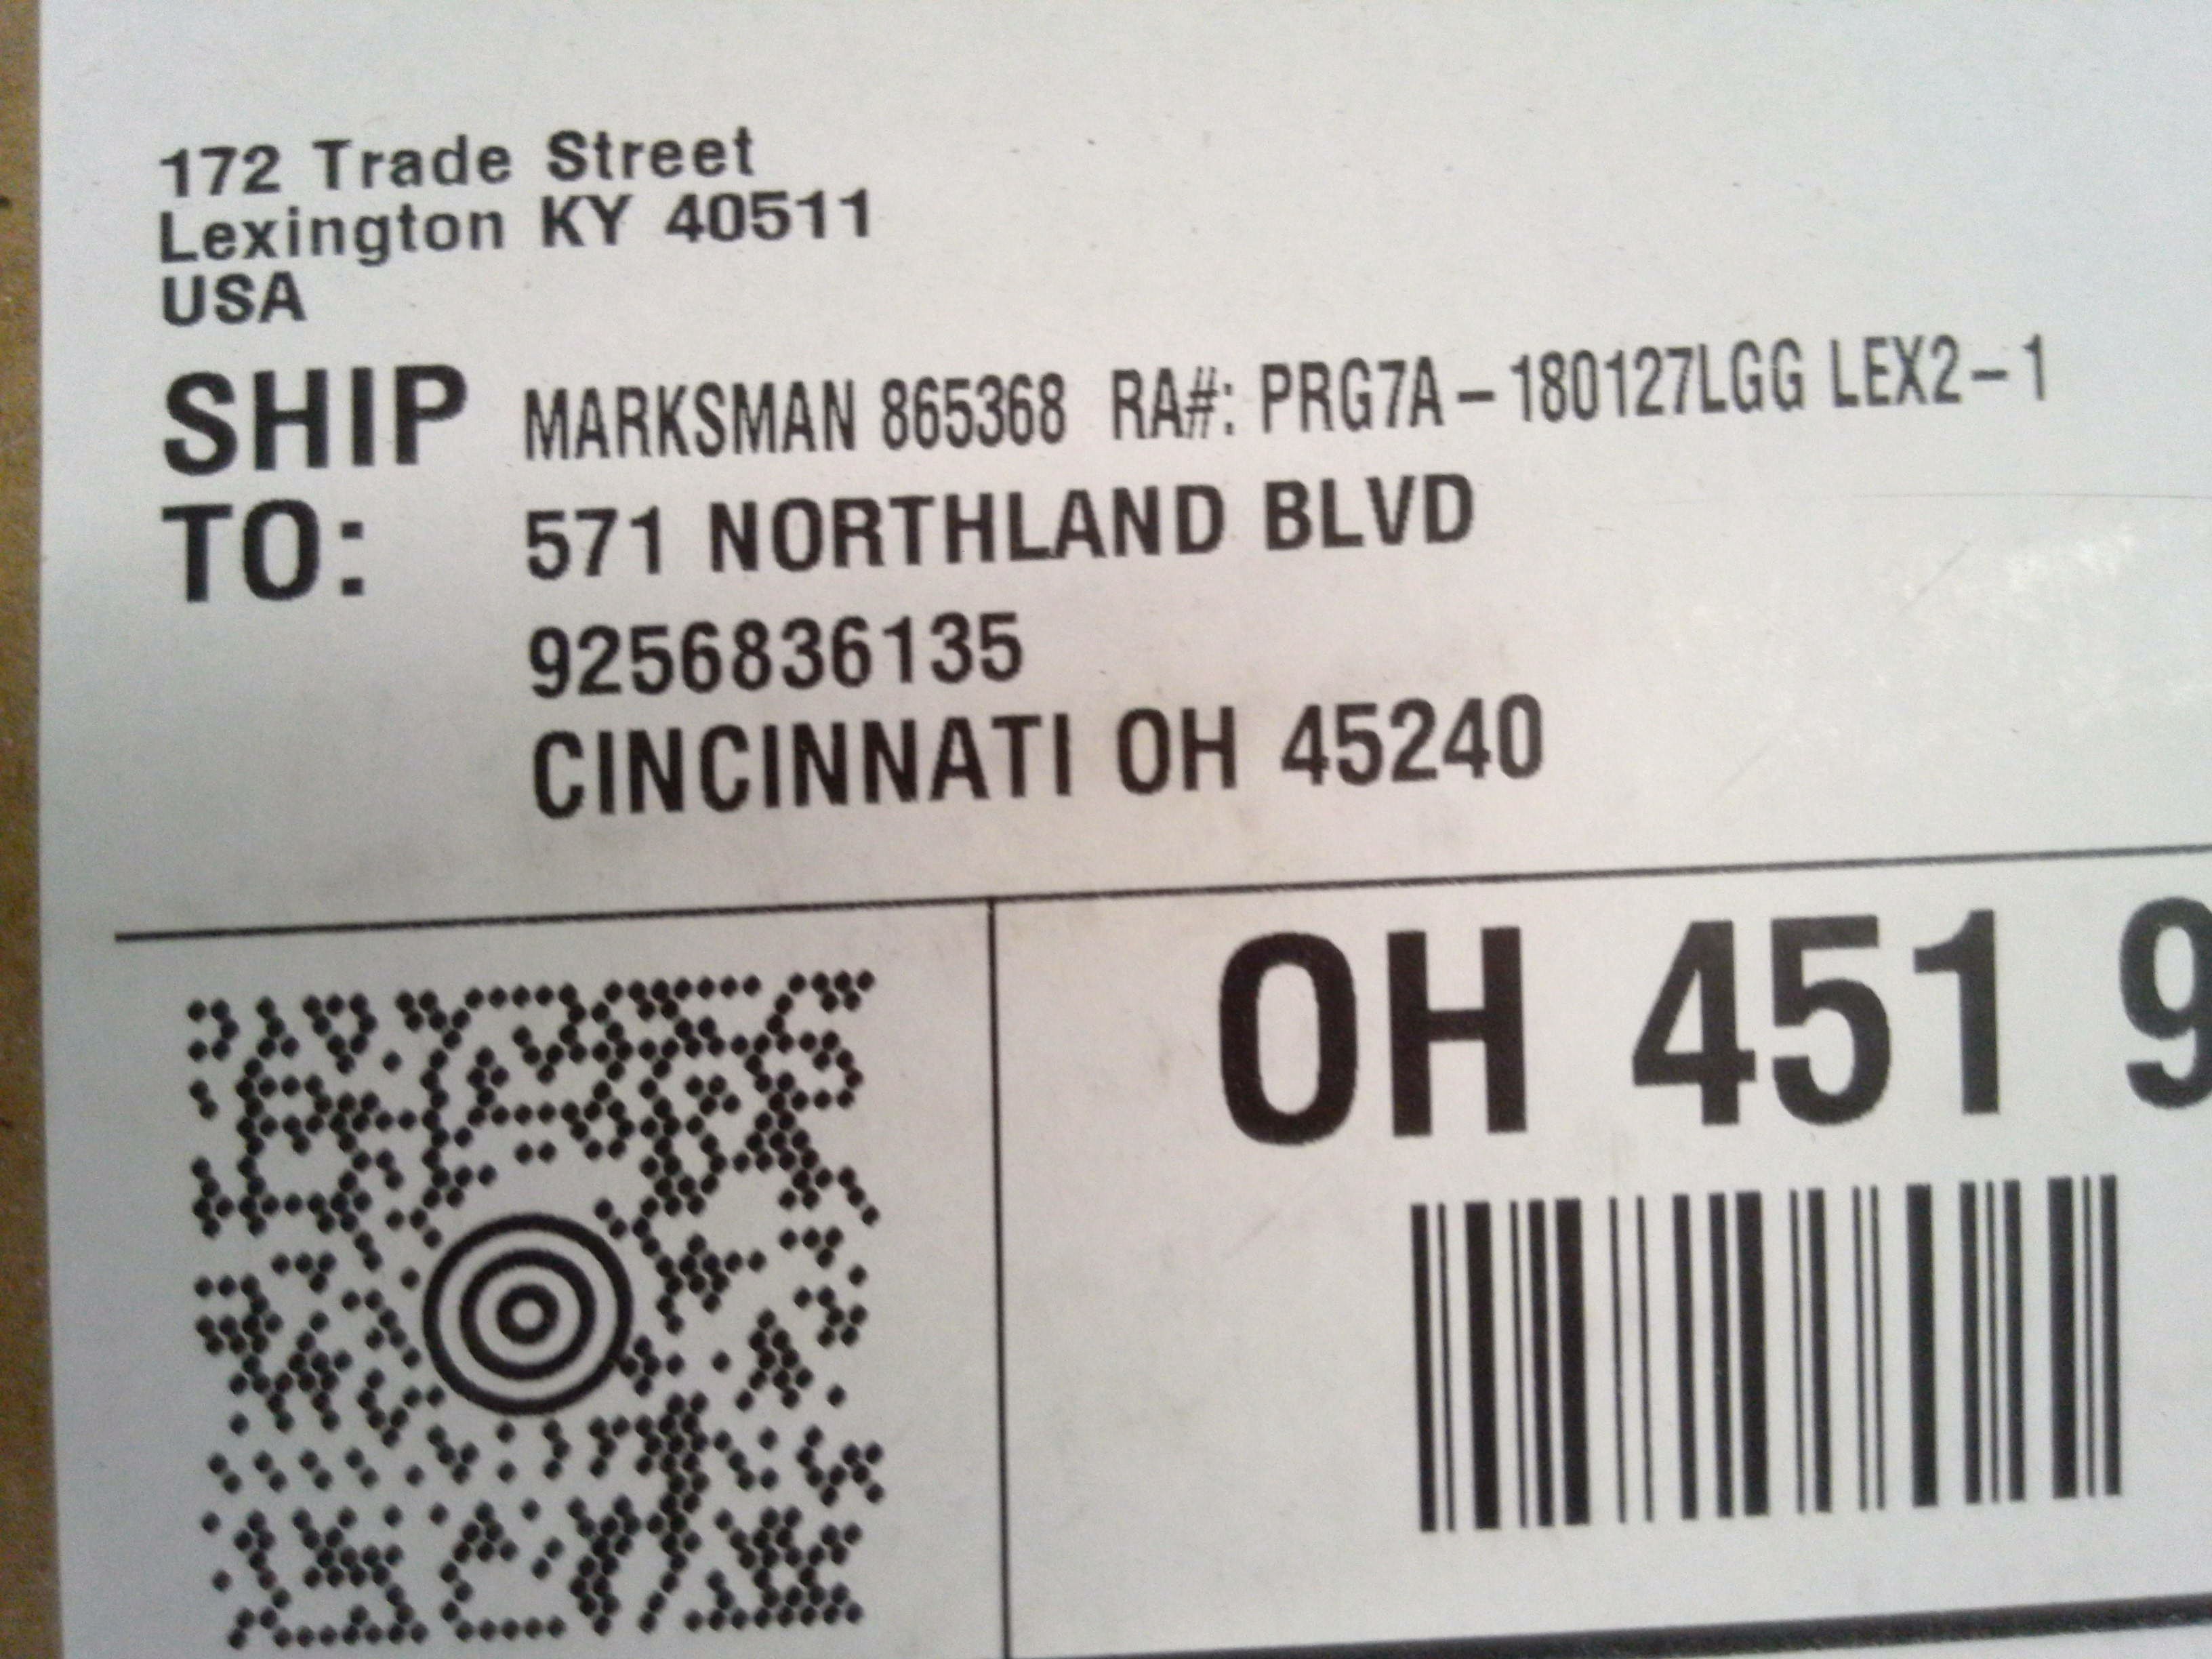 172 Trade Street
Lexington KY 40511
USA
SHIP TO:
MARKSMAN 865368 RA#: PRG7A-180127LGG LEX2-1
571 NORTHLAND BLVD
9256836135
CINCINNATI OH 45240
OH 451 9